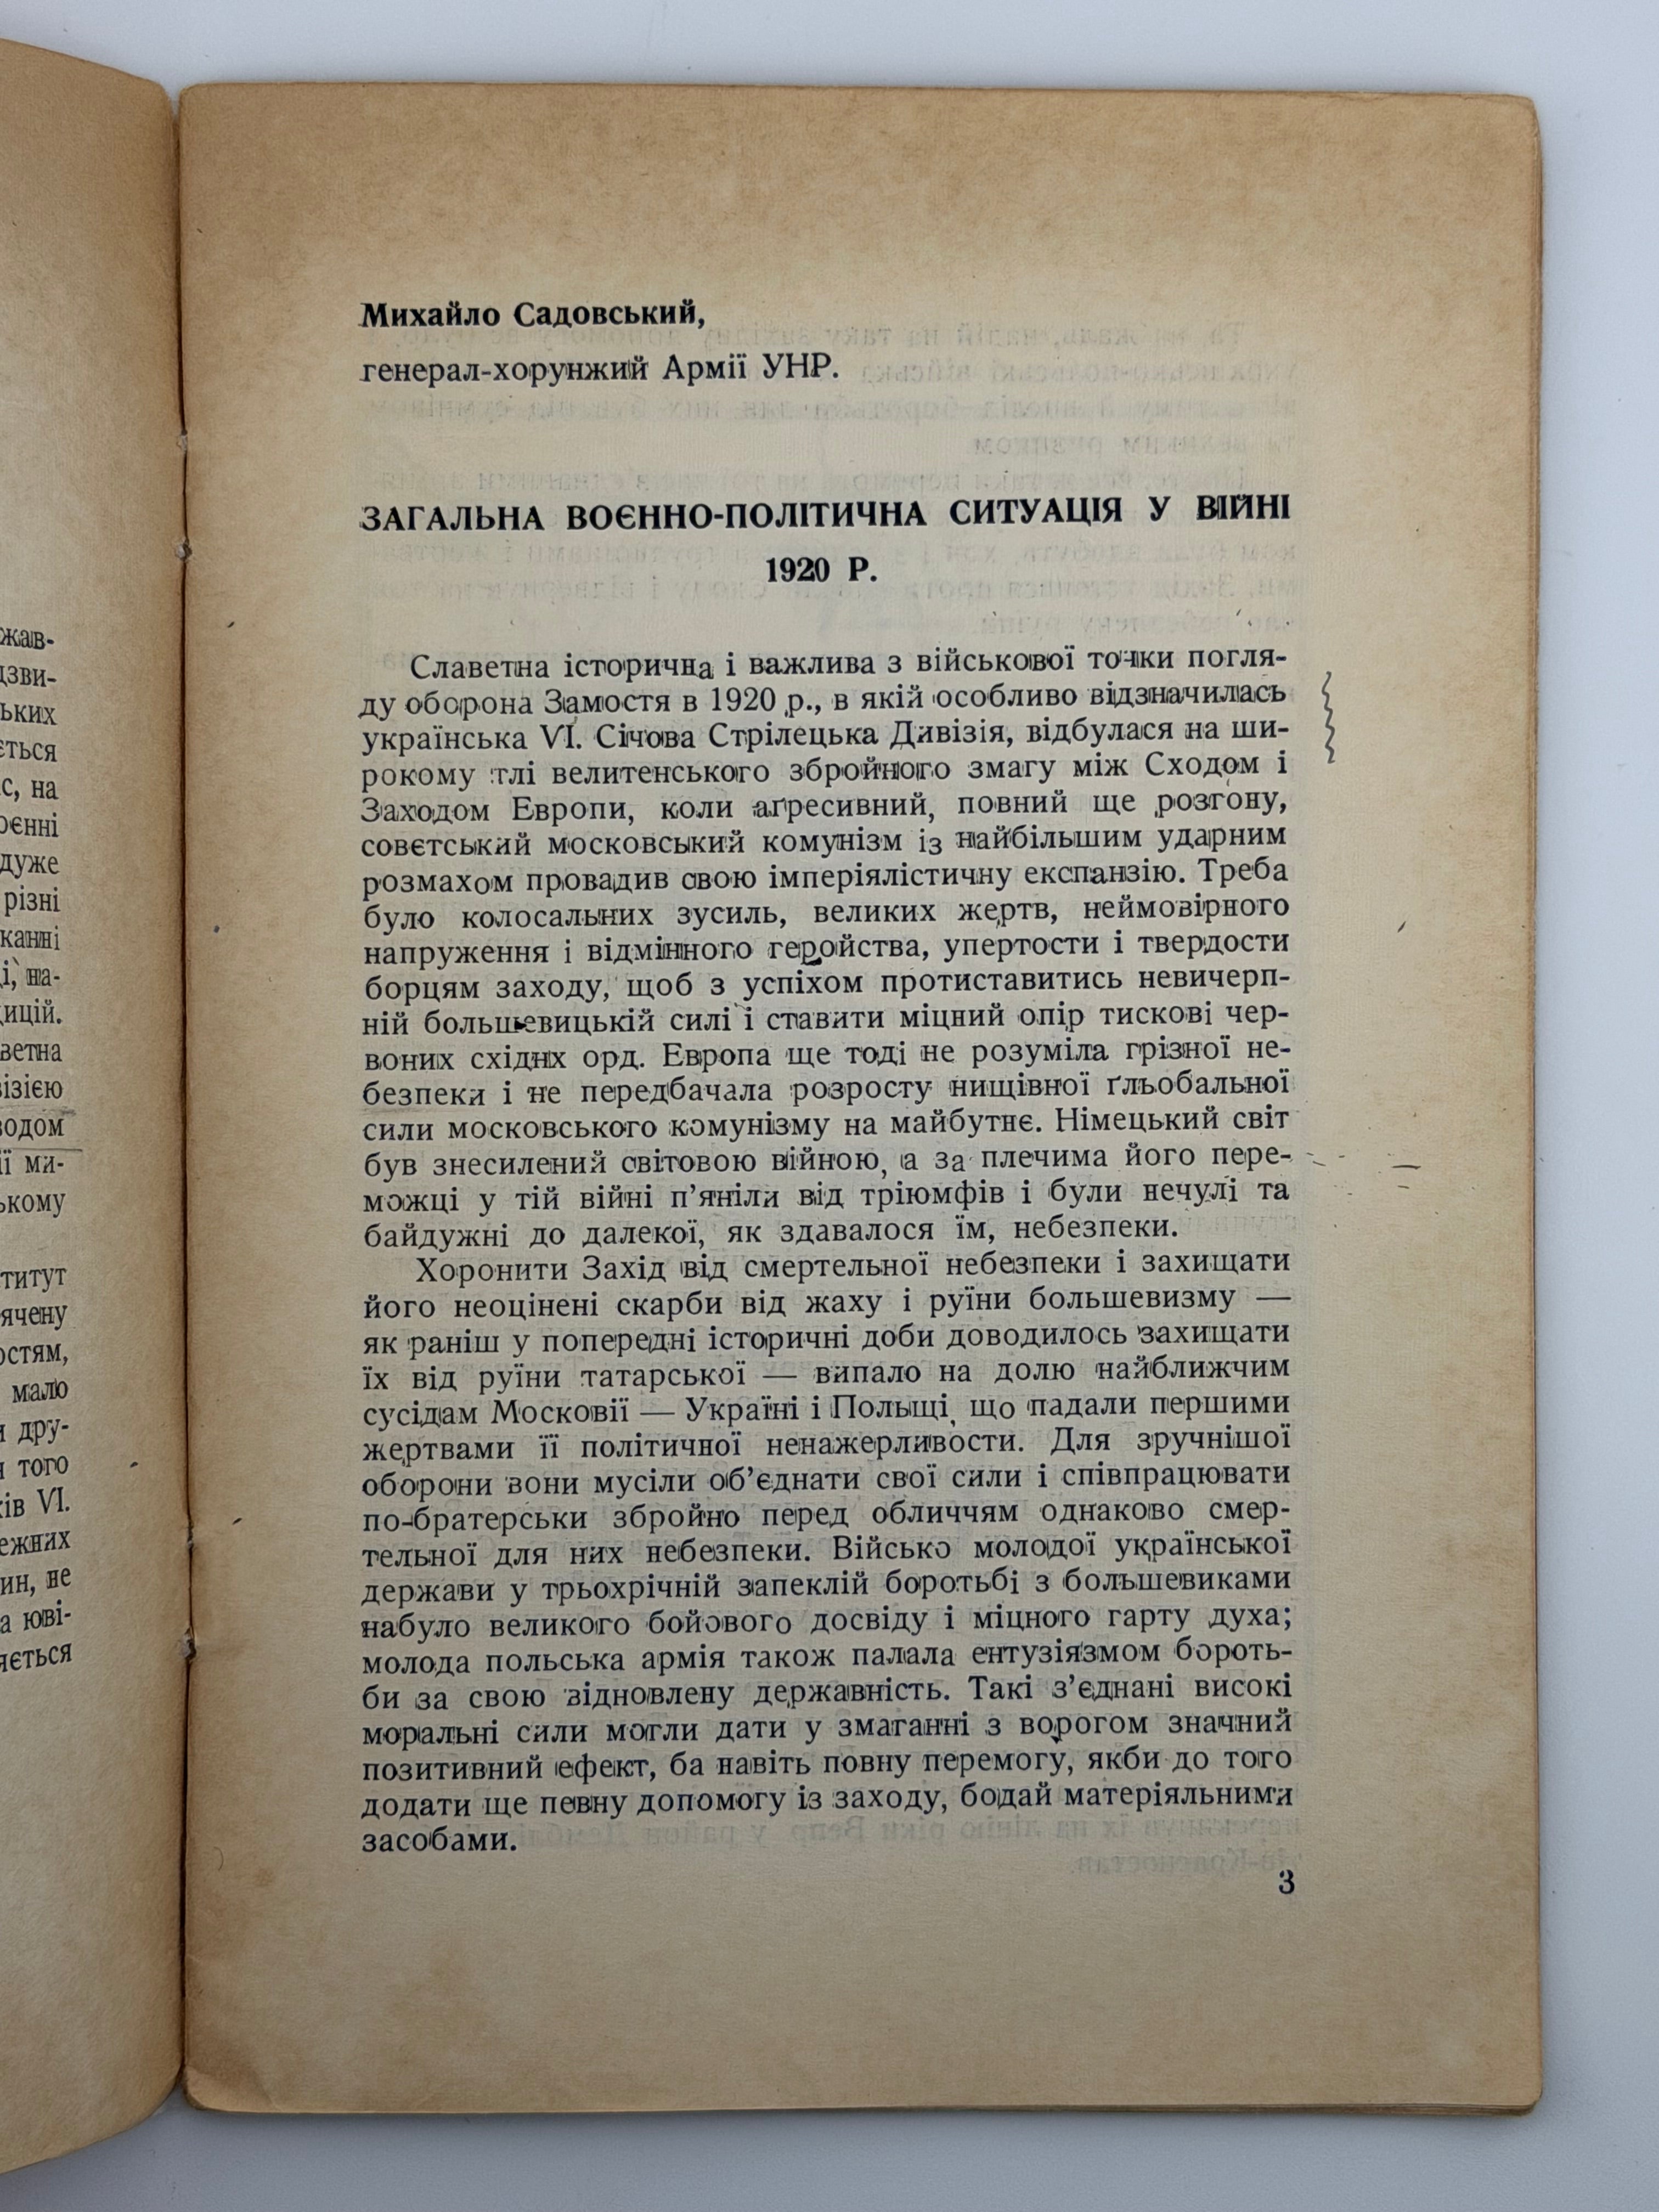 Михайло Садовський,
генерал-хорунжий Армії УНР.
ЗАГАЛЬНА ВОЄННО-ПОЛІТИЧНА СИТУАЦІЯ У ВІЙНІ
1920 Р.
Славетна історична і важлива з військової точки погля-
ду оборона Замостя в 1920 р., в якій особливо відзначилась
українська VI. Січова Стрілецька Дивізія, відбулася на ши-
рокому тлі велитенського збройного змагу між Сходом і
Заходом Европи, коли аґресивний, повний ще розгону,
совєтський московський комунізм із найбільшим ударним
розмахом провадив свою імперіялістичну експанзію. Треба
було колосальних зусиль, великих жертв, неймовірного
напруження і відмінного геройства, упертости і твердости
борцям заходу, щоб з успіхом протиставитись невичерп-
ній большевицькій силі і ставити міцний опір тискові чер-
воних східнх орд. Европа ще тоді не розуміла грізної не-
безпеки і не передбачала розросту нищівної ґльобальної
сили московського комунізму на майбутнє. Німецький світ
був знесилений світовою війною, а за плечима його пере-
можці у тій війні п’яніли від тріюмфів і були нечулі та
байдужні до далекої, як здавалося їм, небезпеки.
Хоронити Захід від смертельної небезпеки і захищати
його неоцінені скарби від жаху і руїни большевизму —
як раніш у попередні історичні доби доводилось захищати
їх від руїни татарської — випало на долю найближчим
сусідам Московії — Україні і Польщі, що падали першими
жертвами її політичної ненажерливости. Для зручнішої
оборони вони мусіли об’єднати свої сили і співпрацювати
по-братерськи збройно перед обличчям однаково смер-
тельної для них небезпеки. Військо молодої української
держави у трьохрічній запеклій боротьбі з большевиками
набуло великого бойового досвіду і міцного гарту духа;
молода польська армія також палала ентузіязмом бороть-
би за свою відновлену державність. Такі з’єднані високі
моральні сили могли дати у змаганні з ворогом значний
позитивний ефект, ба навіть повну перемогу, якби до того
додати ще певну допомогу із заходу, бодай матеріяльними
засобами.
3